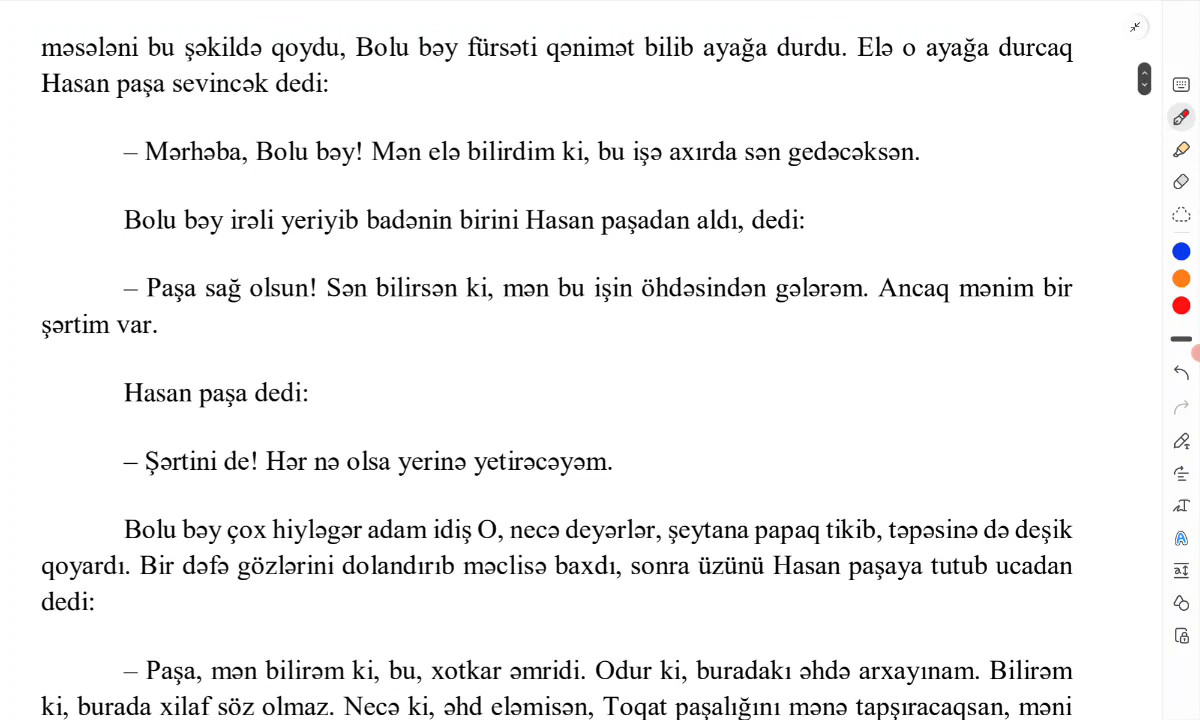 məsələni bu şəkildə qoydu, Bolu bəy fürsəti qənimət bilib ayağa durdu. Elə o ayağa durcaq
Hasan paşa sevincək dedi:
– Mərhəba, Bolu bəy! Mən elə bilirdim ki, bu işə axırda sən gedəcəksən.
Bolu bəy irəli yeriyib badənin birini Hasan paşadan aldı, dedi:
– Paşa sağ olsun! Sən bilirsən ki, mən bu işin öhdəsindən gələrəm. Ancaq mənim bir
şərtim var.
Hasan paşa dedi:
– Şərtini de! Hər nə olsa yerinə yetirəcəyəm.
Bolu bəy çox hiyləgər adam idiş O, necə deyərlər, şeytana papaq tikib, təpəsinə də deşik
qoyardı. Bir dəfə gözlərini dolandırıb məclisə baxdı, sonra üzünü Hasan paşaya tutub ucadan
dedi:
– Paşa, mən bilirəm ki, bu, xotkar əmridi. Odur ki, buradakı əhdə arxayınam. Bilirəm
ki, burada xilaf söz olmaz. Necə ki, əhd eləmisən, Toqat paşalığını mənə tapşıracaqsan, məni